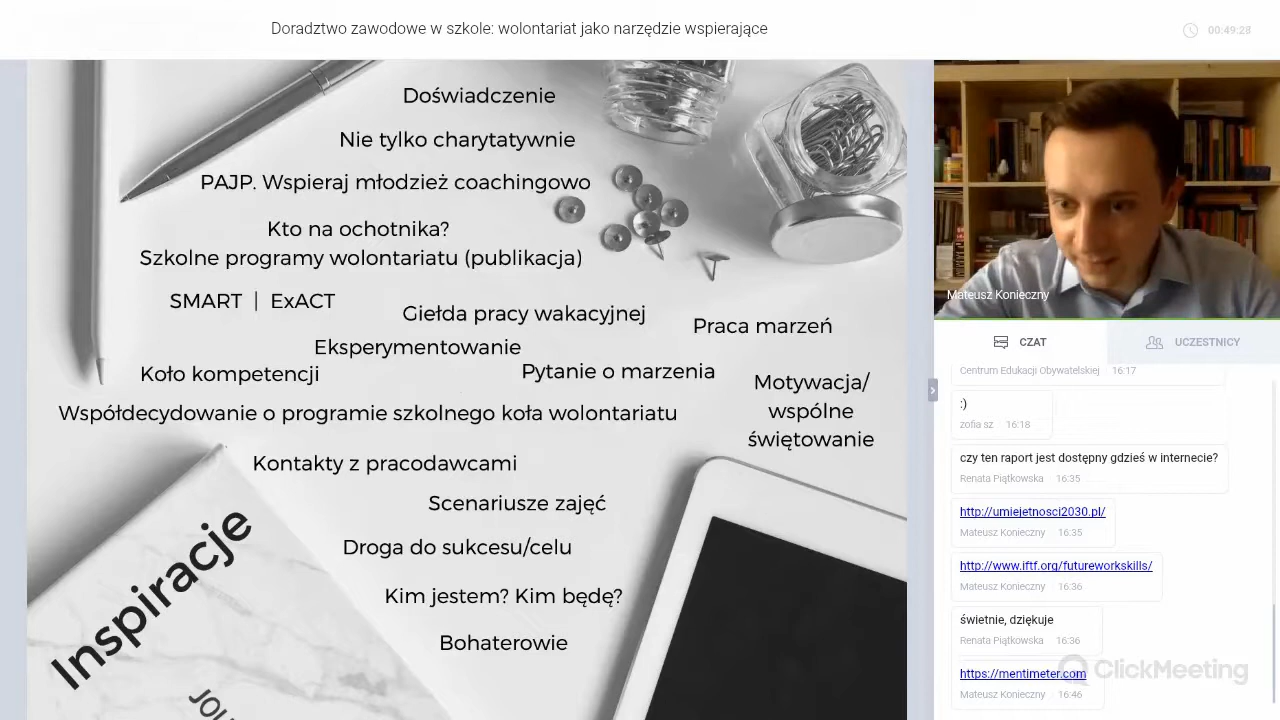 Doradztwo zawodowe w szkole: wolontariat jako narzędzie wspierające
00:49:28
Doświadczenie
Nie tylko charytatywnie
PAJP. Wspieraj młodzież coachingowo
Kto na ochotnika?
Szkolne programy wolontariatu (publikacja)
SMART | ExACT
Giełda pracy wakacyjnej
Praca marzeń
Eksperymentowanie
Koło kompetencji
Pytanie o marzenia
Motywacja/
wspólne
świętowanie
Współdecydowanie o programie szkolnego koła wolontariatu
Kontakty z pracodawcami
Scenariusze zajęć
Droga do sukcesu/celu
Kim jestem? Kim będę?
Bohaterowie
Inspiracje
JOU
Mateusz Konieczny
CZAT
UCZESTNICY
Centrum Edukacji Obywatelskiej 16:17
:)
zofia sz 16:18
czy ten raport jest dostępny gdzieś w internecie?
Renata Piątkowska 16:35
http://umiejetnosci2030.pl/
Mateusz Konieczny 16:35
http://www.iftf.org/futureworkskills/
Mateusz Konieczny 16:36
świetnie, dziękuje
Renata Piątkowska 16:36
https://mentimeter.com
Mateusz Konieczny 16:46
ClickMeeting